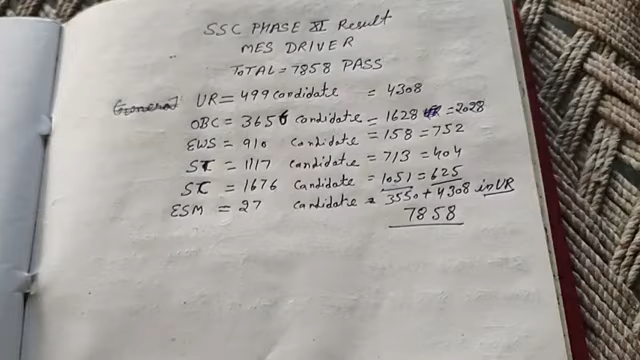 SSC PHASE XI Result
MES DRIVER
TOTAL = 7858 PASS
General UR = 499 candidate = 4308
OBC = 3656 candidate = 1628 UR = 2028
EWS = 910 candidate = 158 = 752
ST = 1117 candidate = 713 = 404
SC = 1676 candidate = 1051 = 625
ESM = 27 candidate = 3550 + 4308 in UR
7858